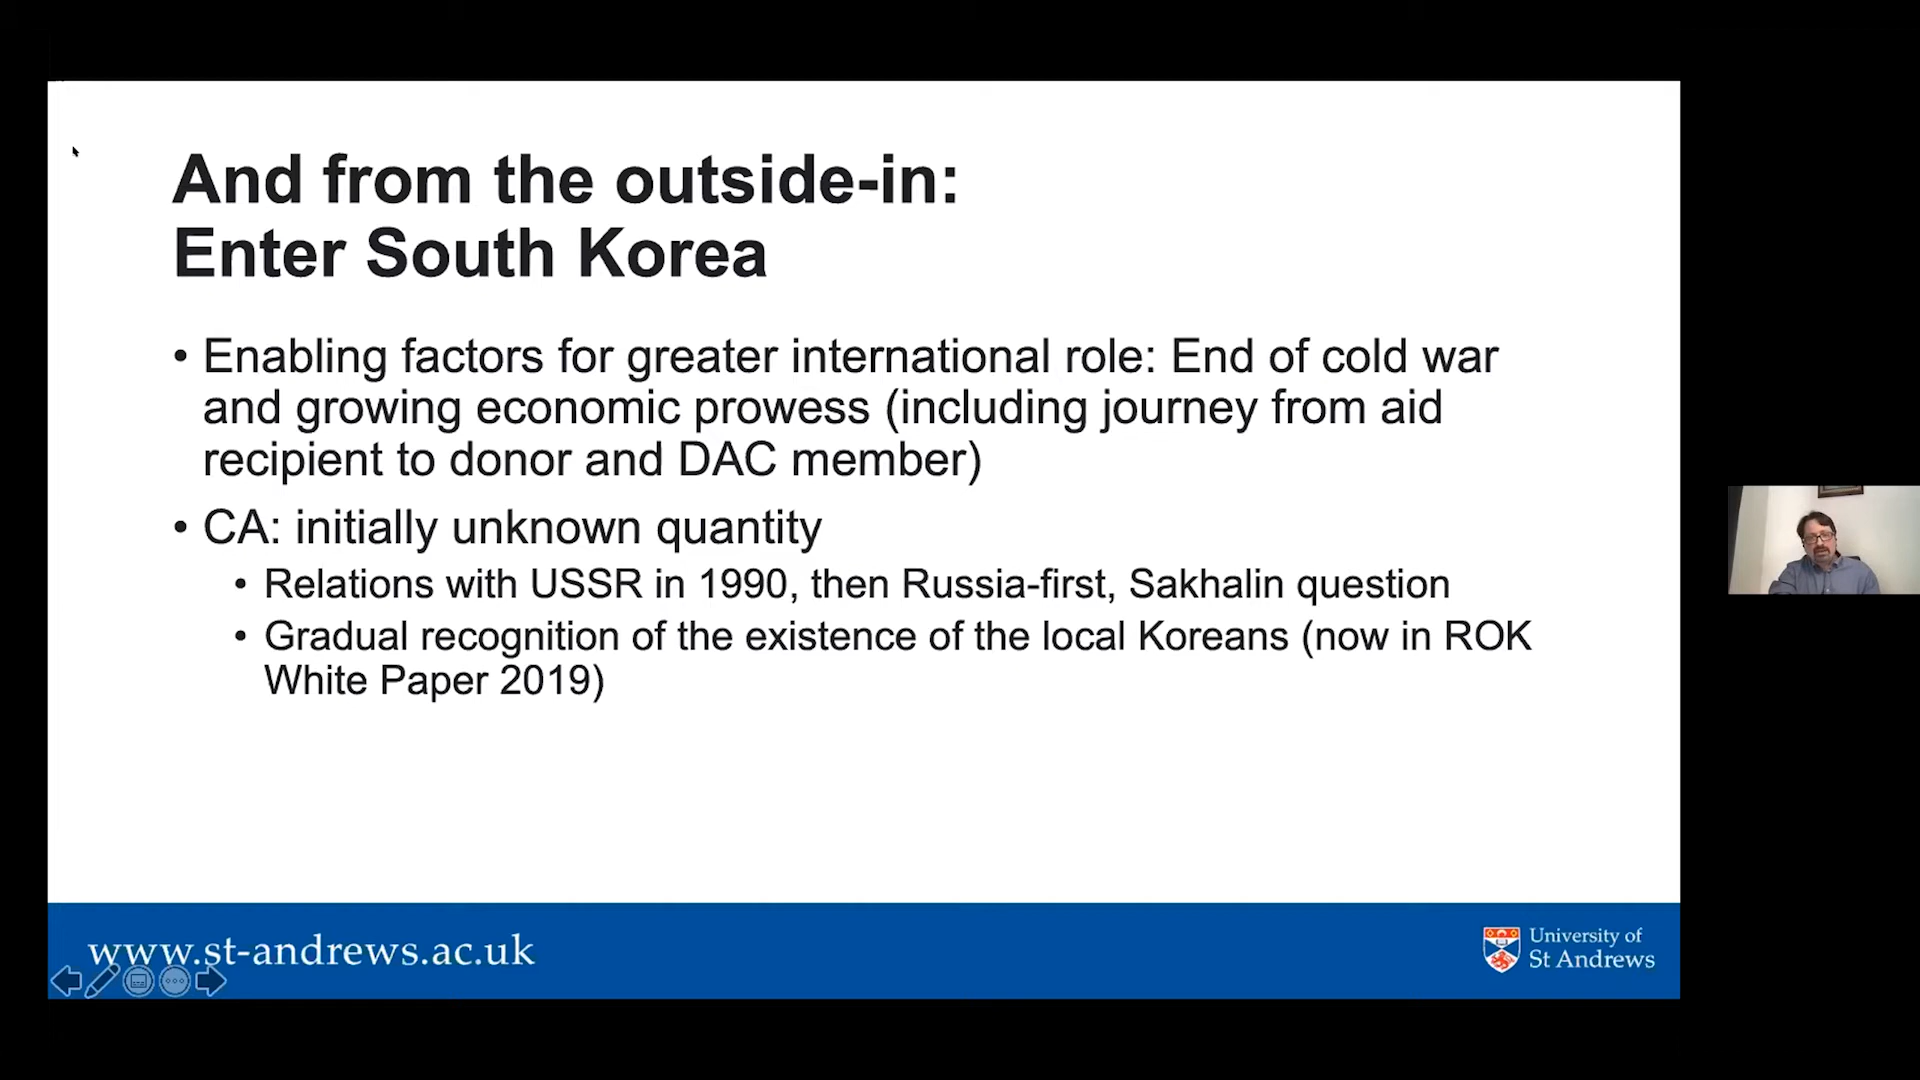 And from the outside-in:
Enter South Korea
• Enabling factors for greater international role: End of cold war
and growing economic prowess (including journey from aid
recipient to donor and DAC member)
• CA: initially unknown quantity
• Relations with USSR in 1990, then Russia-first, Sakhalin question
• Gradual recognition of the existence of the local Koreans (now in ROK
White Paper 2019)
www.st-andrews.ac.uk
University of
St Andrews